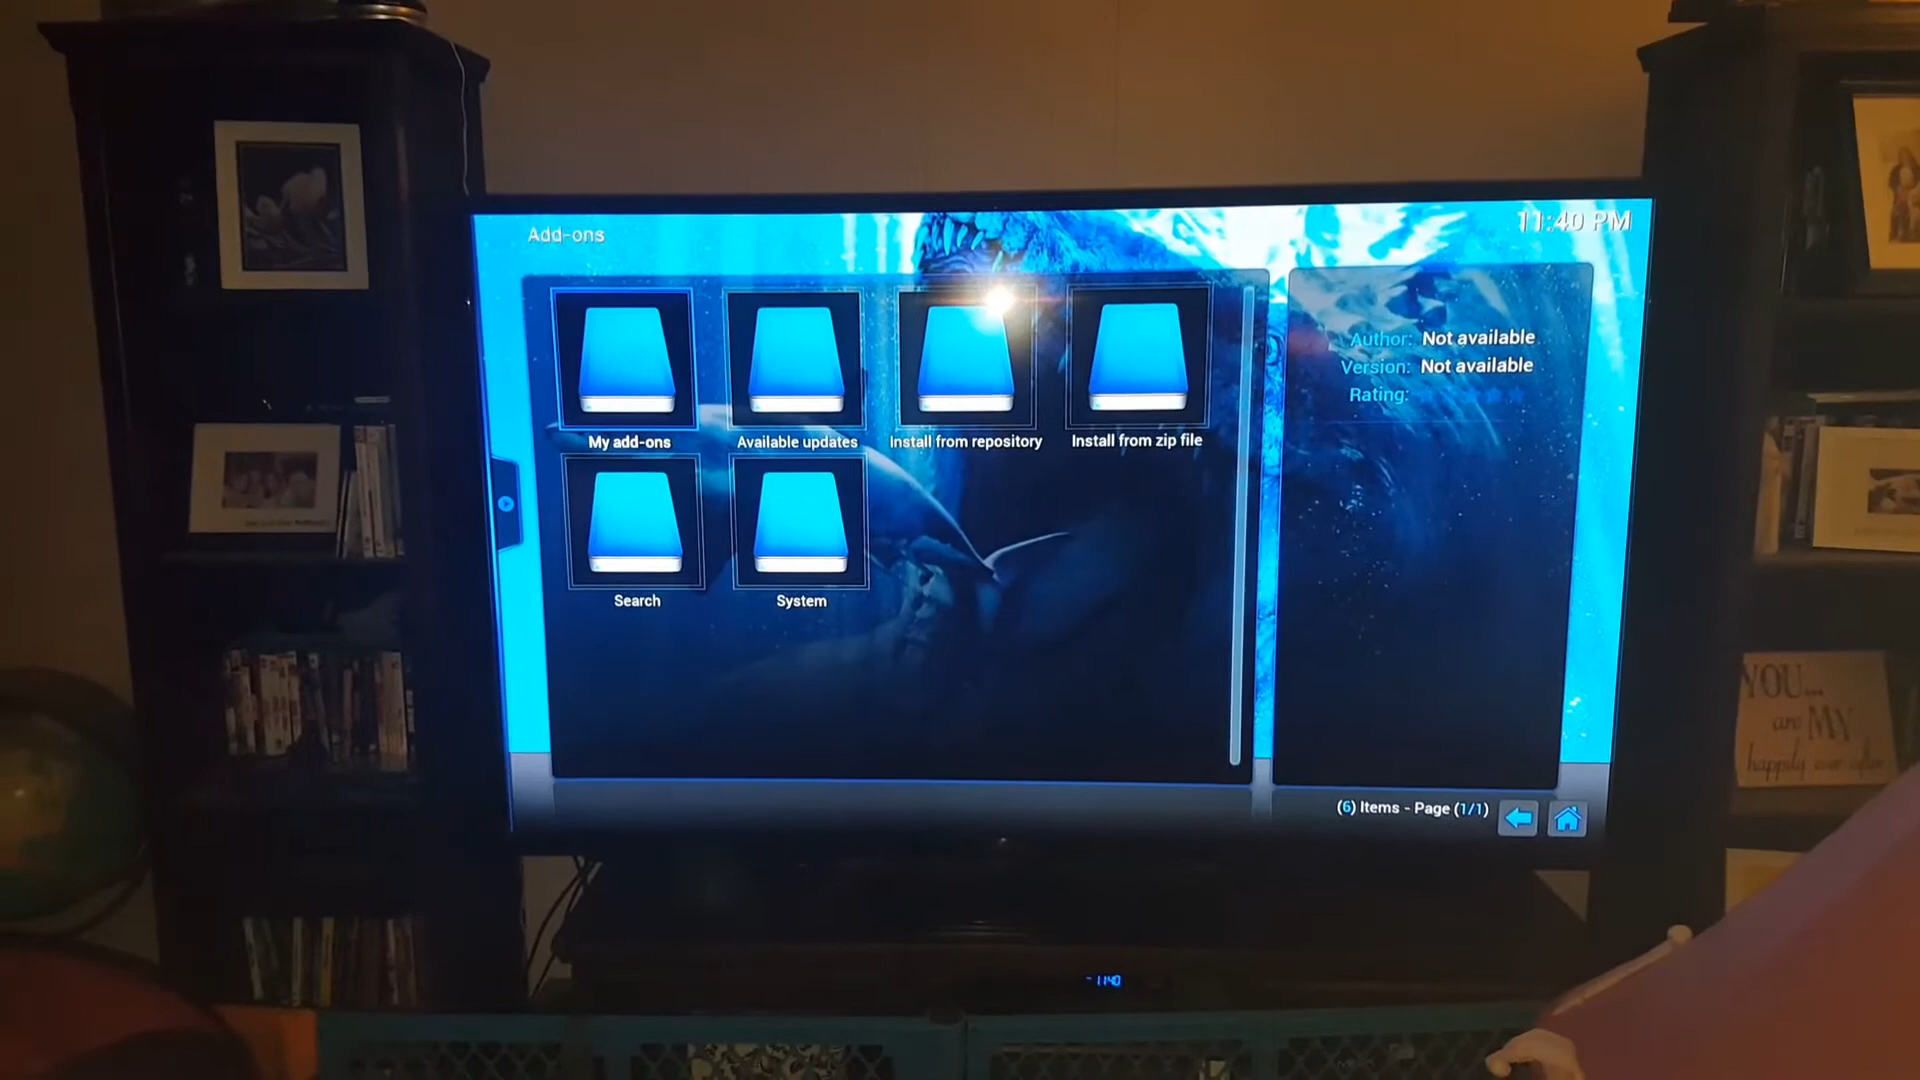 Add-ons
11:40 PM
My add-ons
Available updates
Install from repository
Install from zip file
Search
System
Author: Not available
Version: Not available
Rating:
(6) Items - Page (1/1)
YOU...
are MY
happily ever after
1140